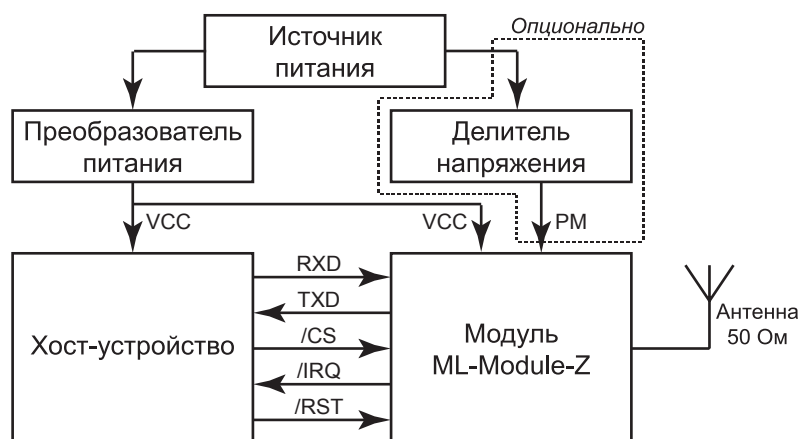 Источник
питания
Опционально
Преобразователь
питания
Делитель
напряжения
VCC
VCC
PM
Хост-устройство
RXD
TXD
/CS
/IRQ
/RST
Модуль
ML-Module-Z
Антенна
50 Ом